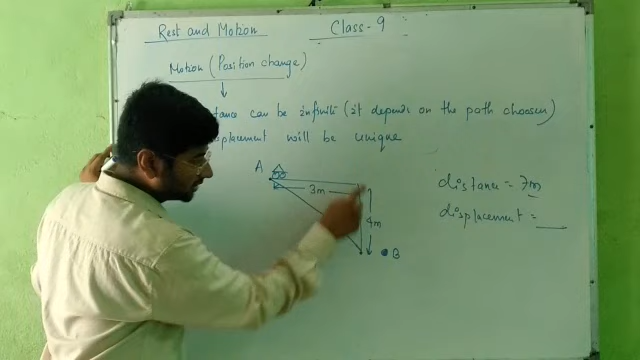 Rest and Motion
Class-9
Motion (Position change)
tance can be infinite (it depends on the path choosen)
placement will be unique
A
3m
4m
B
distance = 7m
displacement =